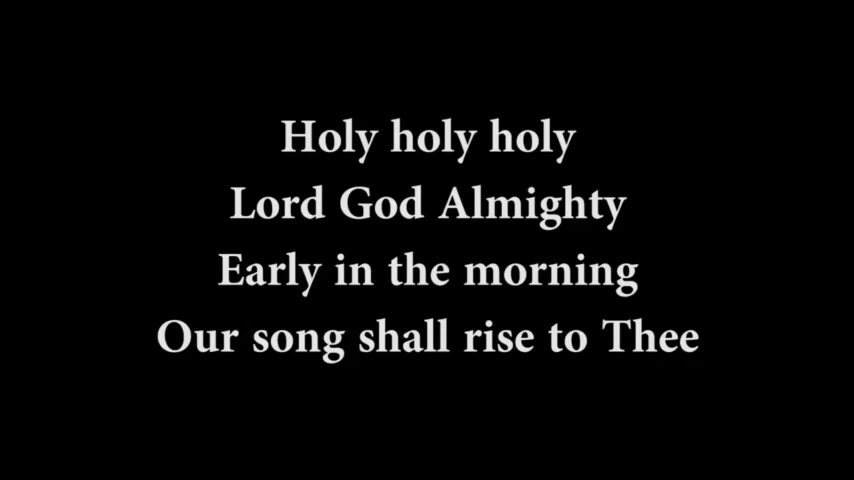 Holy holy holy
Lord God Almighty
Early in the morning
Our song shall rise to Thee